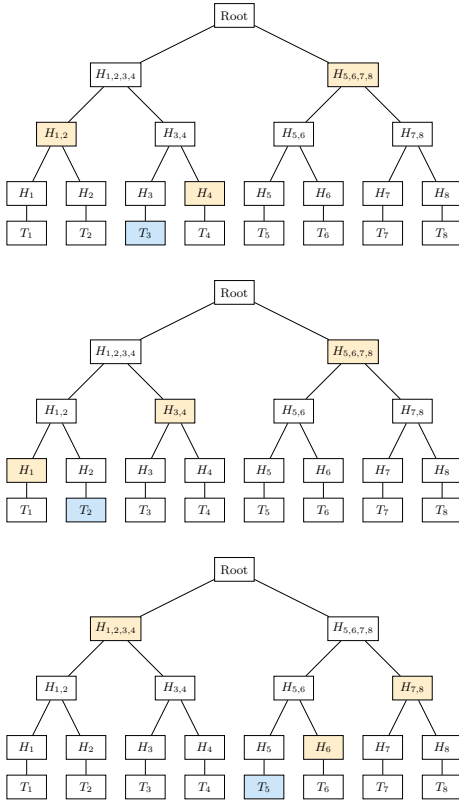 Root
H1,2,3,4 H5,6,7,8
H1,2 H3,4 H5,6 H7,8
H1 H2 H3 H4 H5 H6 H7 H8
T1 T2 T3 T4 T5 T6 T7 T8
Root
H1,2,3,4 H5,6,7,8
H1,2 H3,4 H5,6 H7,8
H1 H2 H3 H4 H5 H6 H7 H8
T1 T2 T3 T4 T5 T6 T7 T8
Root
H1,2,3,4 H5,6,7,8
H1,2 H3,4 H5,6 H7,8
H1 H2 H3 H4 H5 H6 H7 H8
T1 T2 T3 T4 T5 T6 T7 T8